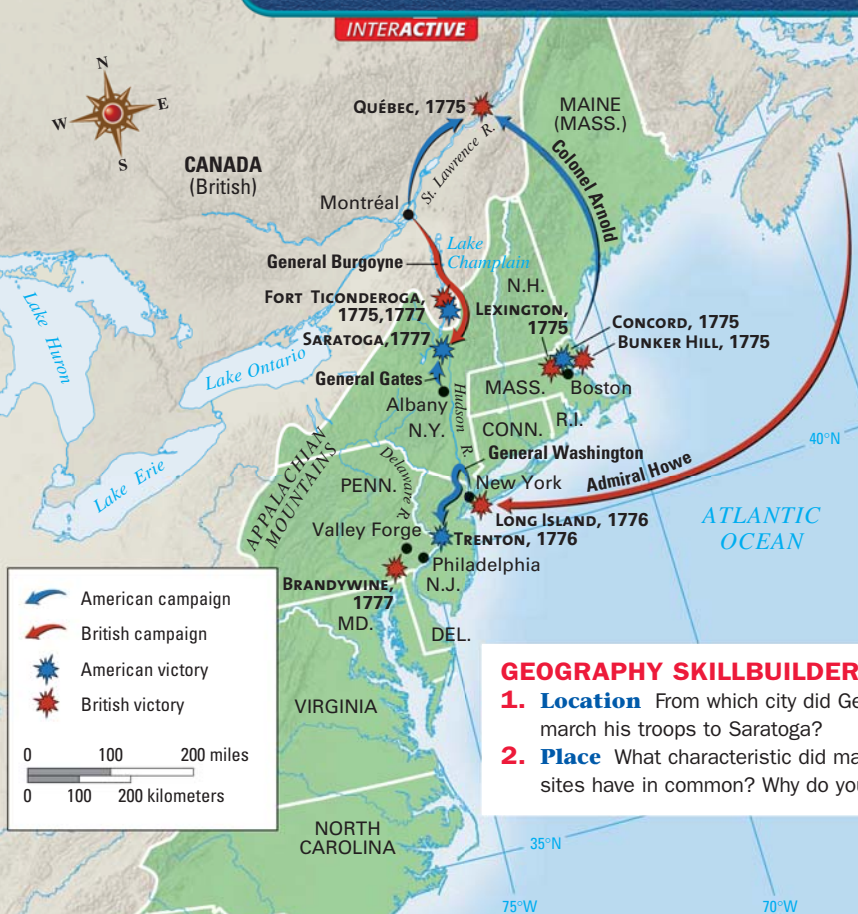 INTERACTIVE
N
W
E
S
QUÉBEC, 1775
MAINE
(MASS.)
CANADA
(British)
St. Lawrence R.
Colonel Arnold
Montréal
Lake
Champlain
General Burgoyne
N.H.
FORT TICONDEROGA,
1775,1777
LEXINGTON,
1775
CONCORD, 1775
BUNKER HILL, 1775
SARATOGA,1777
Lake Huron
Lake Ontario
General Gates
MASS.
Boston
Albany
Hudson R.
N.Y.
CONN.
R.I.
40°N
General Washington
Lake Erie
APPALACHIAN
MOUNTAINS
Delaware R.
PENN.
New York
Admiral Howe
LONG ISLAND, 1776
ATLANTIC
OCEAN
Valley Forge
TRENTON, 1776
Philadelphia
BRANDYWINE,
1777
N.J.
MD.
DEL.
American campaign
British campaign
American victory
British victory
0 100 200 miles
0 100 200 kilometers
VIRGINIA
GEOGRAPHY SKILLBUILDER
1. Location From which city did Ge
march his troops to Saratoga?
2. Place What characteristic did ma
sites have in common? Why do you
NORTH
CAROLINA
35°N
75°W
70°W